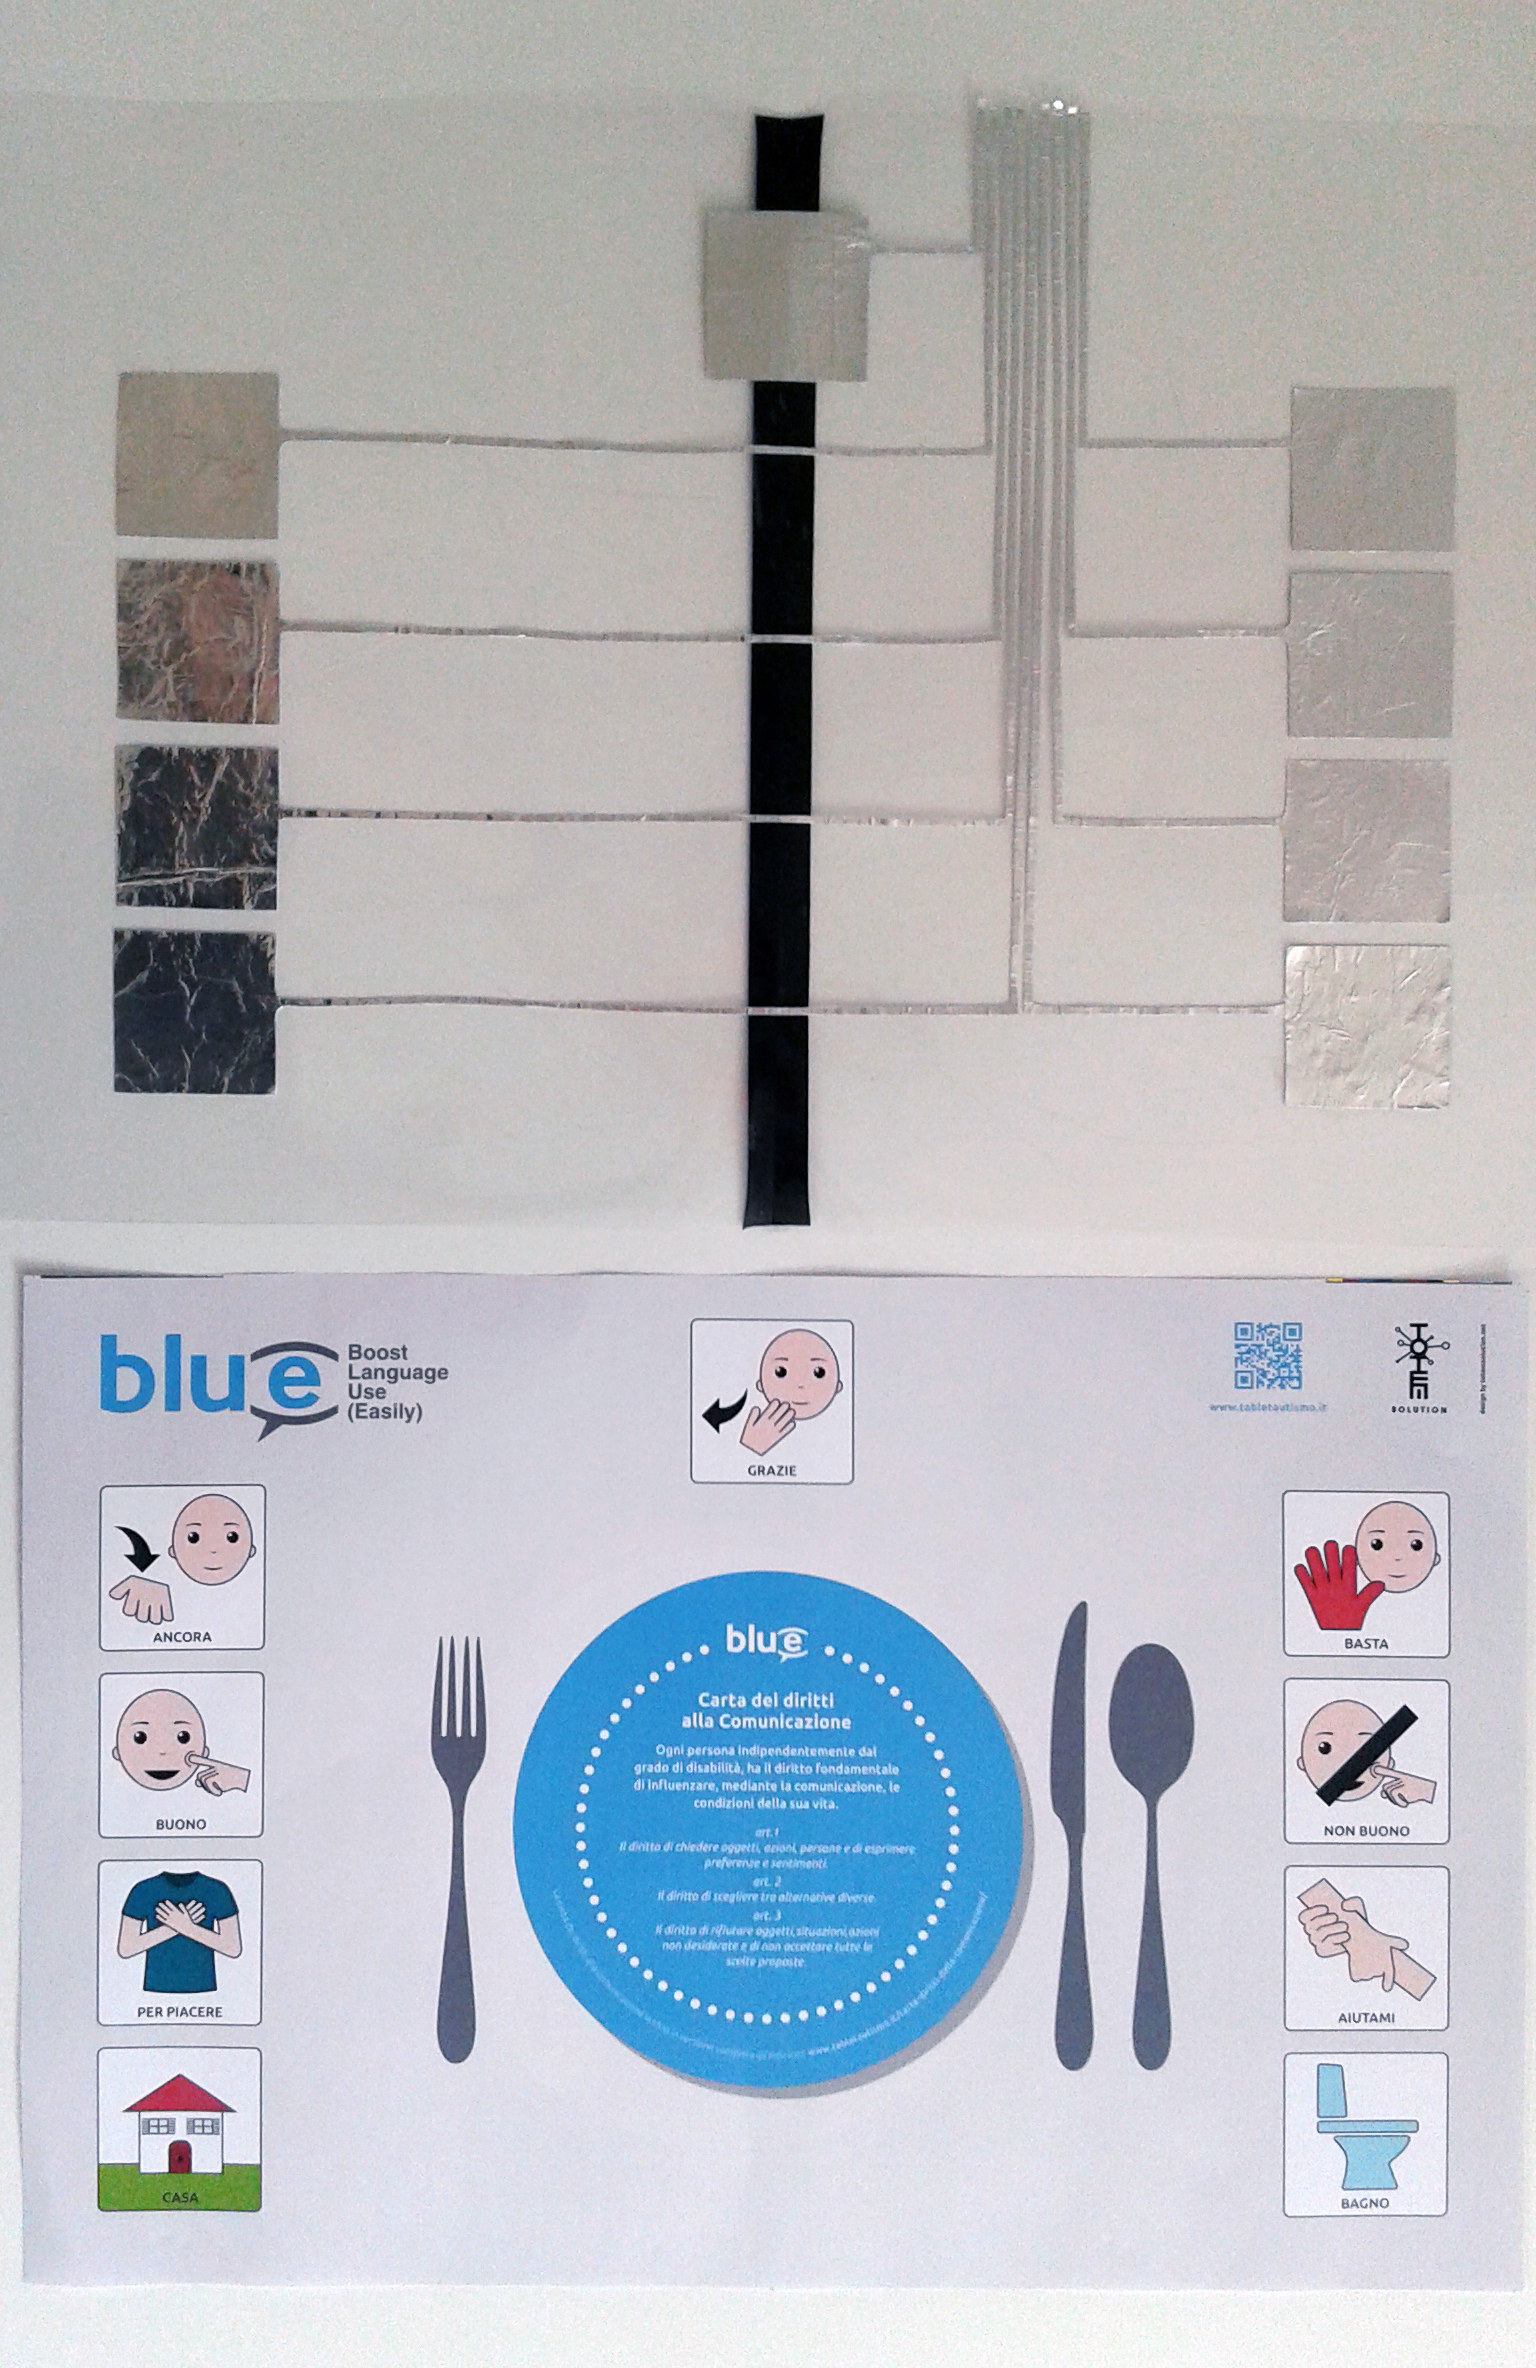 blue
Boost
Language
Use
(Easily)
GRAZIE
www.tabletautismo.it
SOLUTION
ANCORA
BUONO
PER PIACERE
CASA
blue
Carta dei diritti
alla Comunicazione
Ogni persona indipendentemente dal
grado di disabilità, ha il diritto fondamentale
di influenzare, mediante la comunicazione, le
condizioni della sua vita.
art. 1
Il diritto di chiedere oggetti, azioni, persone e di esprimere
preferenze e sentimenti.
art. 2
Il diritto di scegliere tra alternative diverse.
art. 3
Il diritto di rifiutare oggetti, situazioni, azioni
non desiderate e di non accettare tutte le
scelte proposte.
BASTA
NON BUONO
AIUTAMI
BAGNO